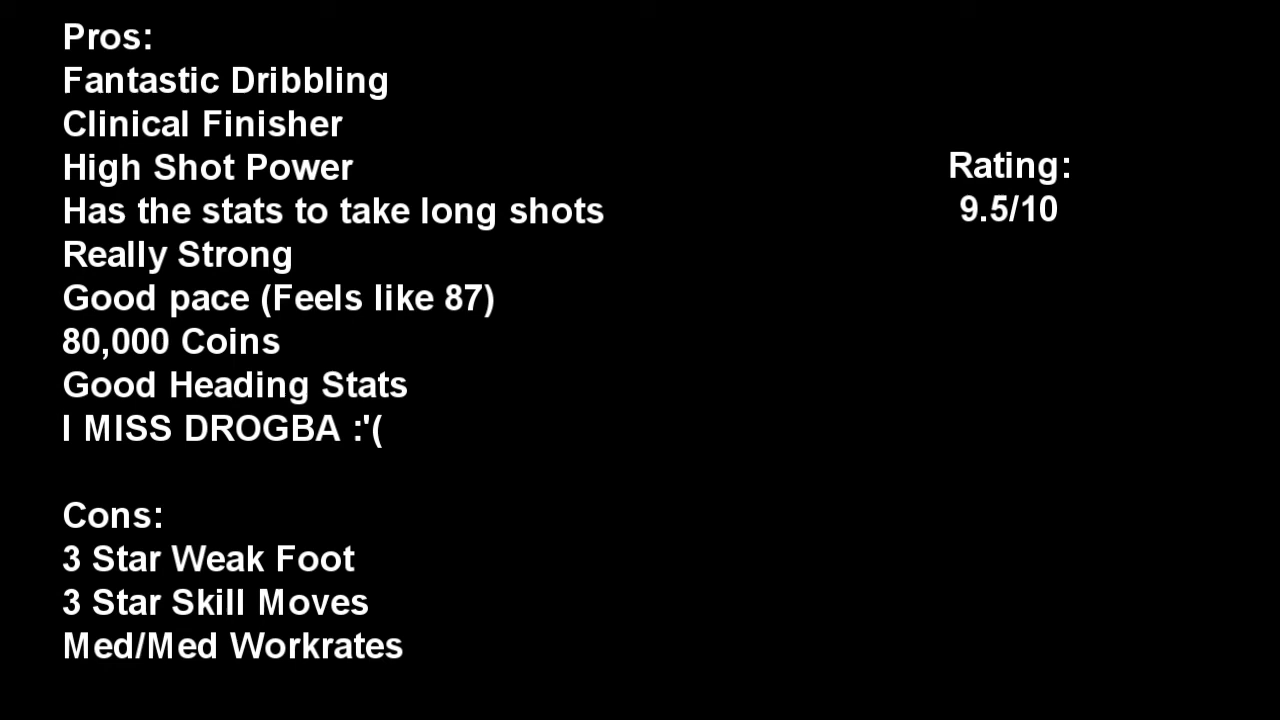 Pros:
Fantastic Dribbling
Clinical Finisher
High Shot Power
Has the stats to take long shots
Really Strong
Good pace (Feels like 87)
80,000 Coins
Good Heading Stats
I MISS DROGBA :'(
Cons:
3 Star Weak Foot
3 Star Skill Moves
Med/Med Workrates
Rating:
9.5/10